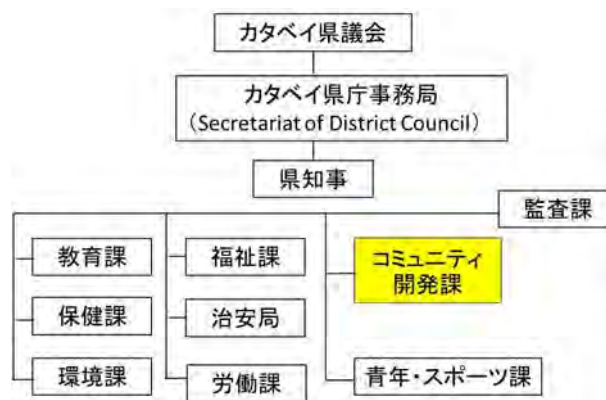 カタベイ県議会
カタベイ県庁事務局
（Secretariat of District Council）
県知事
監査課
教育課
福祉課
コミュニティ
開発課
保健課
治安局
環境課
労働課
青年・スポーツ課